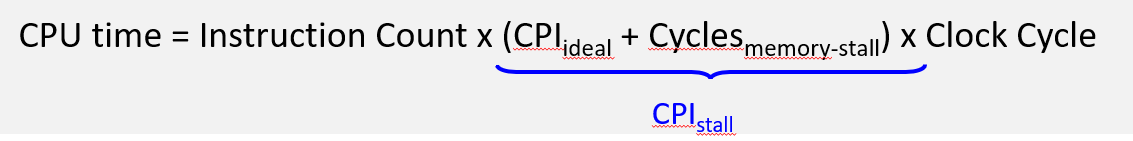 CPU time = Instruction Count x (CPIideal + Cyclesmemory-stall) x Clock Cycle
CPIstall